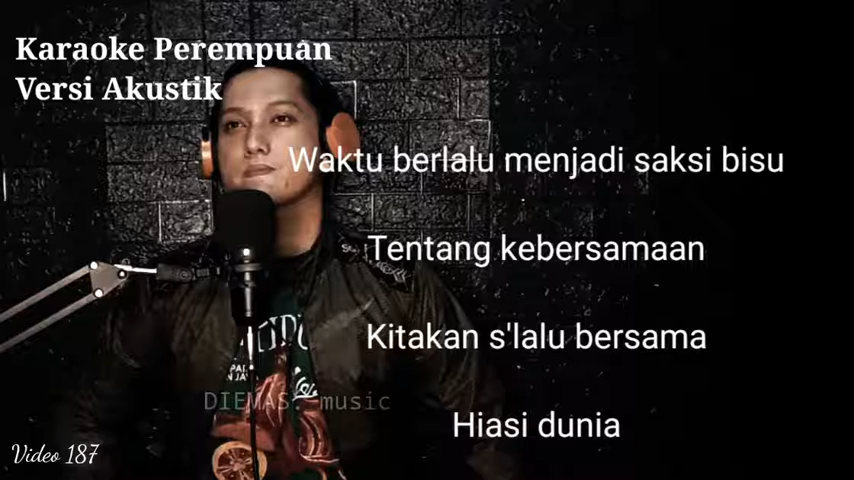 Karaoke Perempuan
Versi Akustik
Waktu berlalu menjadi saksi bisu
Tentang kebersamaan
Kitakan s'lalu bersama
Hiasi dunia
DIEMAS. music
Video 187